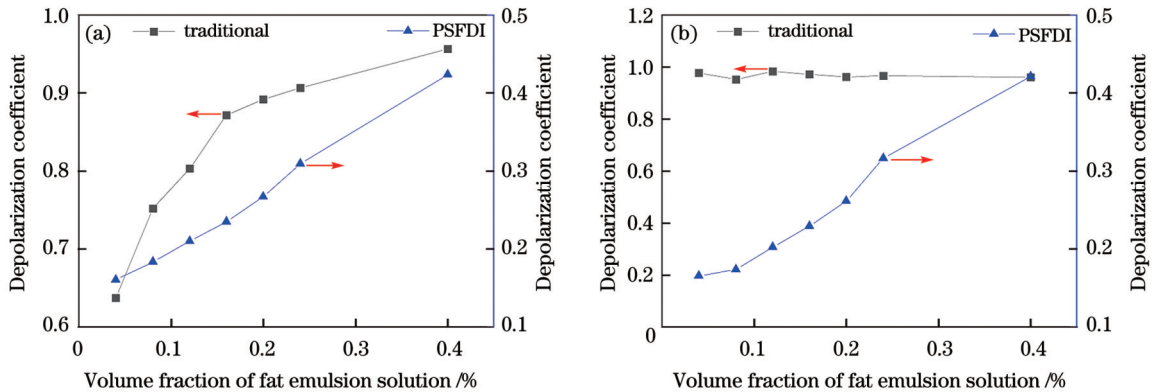 (a)
traditional
PSFDI
1.0
0.9
0.8
0.7
0.6
0.5
0.4
0.3
0.2
0.1
0
0.1
0.2
0.3
0.4
Depolarization coefficient
Depolarization coefficient
Volume fraction of fat emulsion solution /%
(b)
traditional
PSFDI
1.2
1.0
0.8
0.6
0.4
0.2
0
0.5
0.4
0.3
0.2
0.1
0.1
0.2
0.3
0.4
Depolarization coefficient
Depolarization coefficient
Volume fraction of fat emulsion solution /%